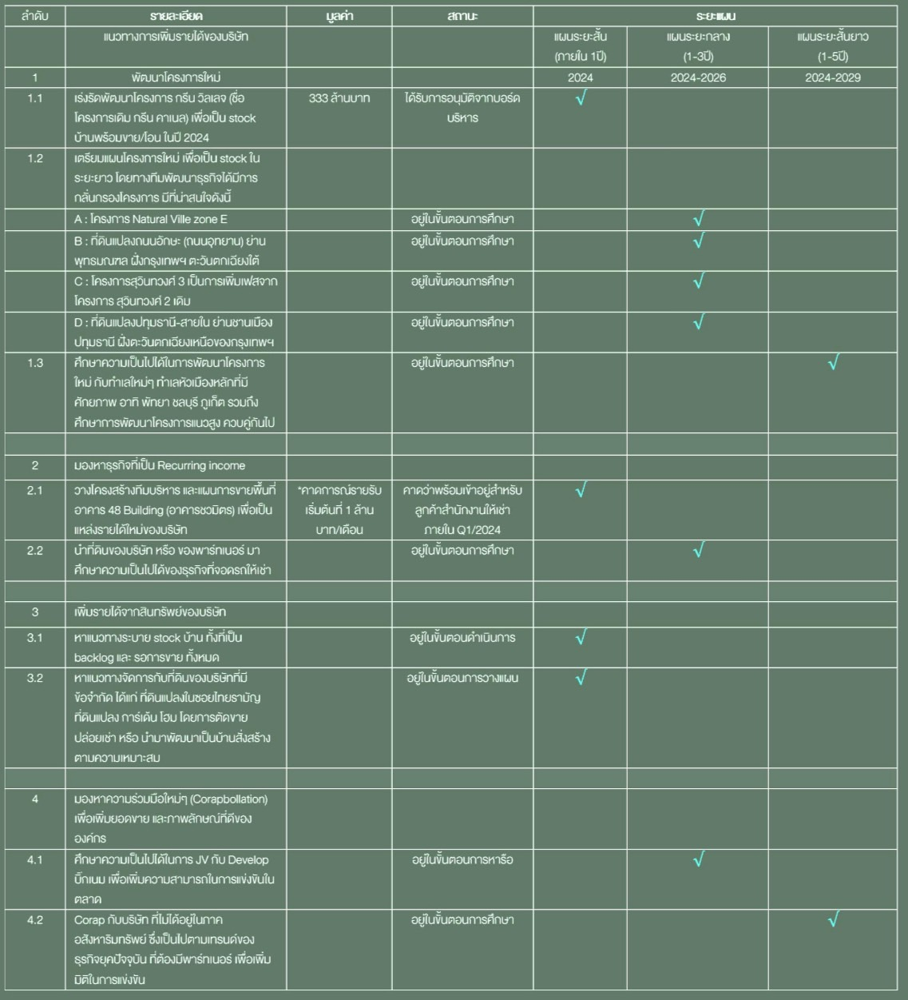 ลำดับ รายละเอียด มูลค่า สถานะ ระยะแผน
แนวทางการเพิ่มรายได้ของบริษัท แผนระยะสั้น แผนระยะกลาง แผนระยะสั้นยาว
(ภายใน 1ปี) (1-3ปี) (1-5ปี)
1 พัฒนาโครงการใหม่ 2024 2024-2026 2024-2029
1.1 เร่งรัดพัฒนาโครงการ กรีน วิลเลจ (ชื่อ 333 ล้านบาท ได้รับการอนุมัติจากบอร์ด √
โครงการเดิม กรีน คาแนล) เพื่อเป็น stock บริหาร
บ้านพร้อมขาย/โอน ในปี 2024
1.2 เตรียมแผนโครงการใหม่ เพื่อเป็น stock ใน
ระยะยาว โดยทางทีมพัฒนาธุรกิจได้มีการ
กลั่นกรองโครงการ มีที่น่าสนใจดังนี้
A : โครงการ Natural Ville zone E อยู่ในขั้นตอนการศึกษา √
B : ที่ดินแปลงถนนอักษะ (ถนนอุทยาน) ย่าน อยู่ในขั้นตอนการศึกษา √
พุทธมณฑล ฝั่งกรุงเทพฯ ตะวันตกเฉียงใต้
C : โครงการสุวินทวงศ์ 3 เป็นการเพิ่มเฟสจาก อยู่ในขั้นตอนการศึกษา √
โครงการ สุวินทวงศ์ 2 เดิม
D : ที่ดินแปลงปทุมธานี-สายใน ย่านชานเมือง อยู่ในขั้นตอนการศึกษา √
ปทุมธานี ฝั่งตะวันตกเฉียงเหนือของกรุงเทพฯ
1.3 ศึกษาความเป็นไปได้ในการพัฒนาโครงการ อยู่ในขั้นตอนการศึกษา √
ใหม่ กับทำเลใหม่ๆ ทำเลหัวเมืองหลักที่มี
ศักยภาพ อาทิ พัทยา ชลบุรี ภูเก็ต รวมถึง
ศึกษาการพัฒนาโครงการแนวสูง ควบคู่กันไป
2 มองหาธุรกิจที่เป็น Recurring income
2.1 วางโครงสร้างทีมบริหาร และแผนการขายพื้นที่ *คาดการณ์รายรับ คาดว่าพร้อมเข้าอยู่สำหรับ √
อาคาร 48 Building (อาคารชวมิตร) เพื่อเป็น เริ่มต้นที่ 1 ล้าน ลูกค้าสำนักงานให้เช่า
แหล่งรายได้ใหม่ของบริษัท บาท/เดือน ภายใน Q1/2024
2.2 นำที่ดินของบริษัท หรือ ของพาร์ทเนอร์ มา อยู่ในขั้นตอนการศึกษา √
ศึกษาความเป็นไปได้ของธุรกิจที่จอดรถให้เช่า
3 เพิ่มรายได้จากสินทรัพย์ของบริษัท
3.1 หาแนวทางระบาย stock บ้าน ทั้งที่เป็น อยู่ในขั้นตอนดำเนินการ √
backlog และ รอการขาย ทั้งหมด
3.2 หาแนวทางจัดการกับที่ดินของบริษัทที่มี อยู่ในขั้นตอนการวางแผน √
ข้อจำกัด ได้แก่ ที่ดินแปลงในซอยไทยรามัญ
ที่ดินแปลง การ์เด้น โฮม โดยการตัดขาย
ปล่อยเช่า หรือ นำมาพัฒนาเป็นบ้านสั่งสร้าง
ตามความเหมาะสม
4 มองหาความร่วมมือใหม่ๆ (Corapbollation)
เพื่อเพิ่มยอดขาย และภาพลักษณ์ที่ดีของ
องค์กร
4.1 ศึกษาความเป็นไปได้ในการ JV กับ Develop อยู่ในขั้นตอนการหารือ √
บิ๊กเนม เพื่อเพิ่มความสามารถในการแข่งขันใน
ตลาด
4.2 Corap กับบริษัท ที่ไม่ได้อยู่ในภาค อยู่ในขั้นตอนการศึกษา √
อสังหาริมทรัพย์ ซึ่งเป็นไปตามเทรนด์ของ
ธุรกิจยุคปัจจุบัน ที่ต้องมีพาร์ทเนอร์ เพื่อเพิ่ม
มิติในการแข่งขัน